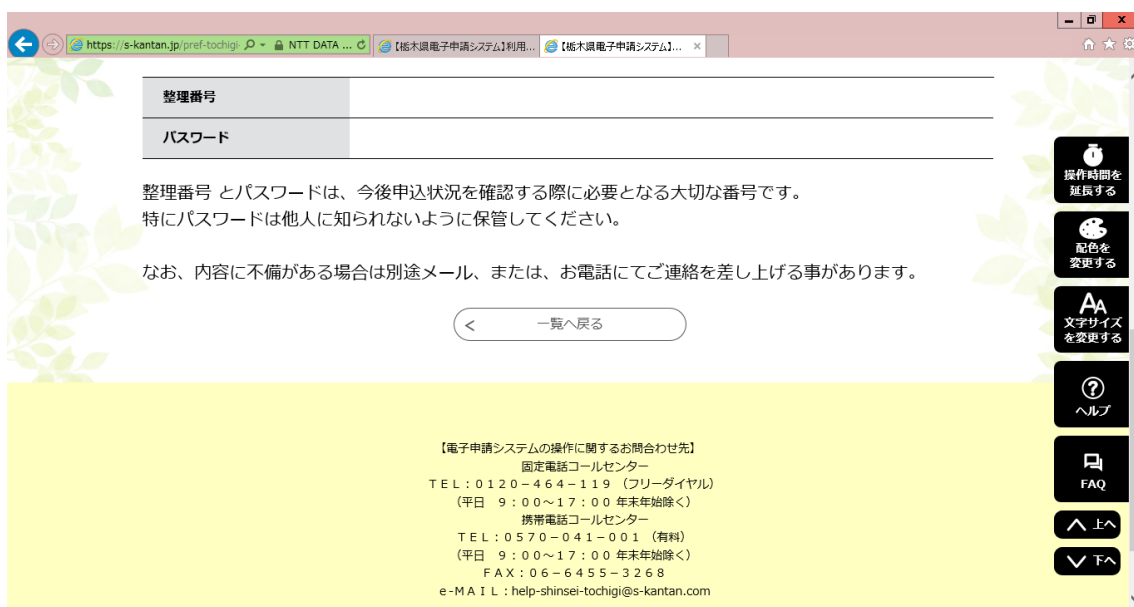 https://s-kantan.jp/pref-tochigi- NTT DATA ... 【栃木県電子申請システム】利用... 【栃木県電子申請システム】... ×
整理番号
パスワード
整理番号 とパスワードは、今後申込状況を確認する際に必要となる大切な番号です。
特にパスワードは他人に知られないように保管してください。
なお、内容に不備がある場合は別途メール、または、お電話にてご連絡を差し上げる事があります。
< 一覧へ戻る
操作時間を
延長する
配色を
変更する
AA
文字サイズ
を変更する
?
ヘルプ
FAQ
上へ
下へ
【電子申請システムの操作に関するお問合わせ先】
固定電話コールセンター
ＴＥＬ：０１２０－４６４－１１９ （フリーダイヤル）
（平日 ９：００～１７：００ 年末年始除く）
携帯電話コールセンター
ＴＥＬ：０５７０－０４１－００１ （有料）
（平日 ９：００～１７：００ 年末年始除く）
ＦＡＸ：０６－６４５５－３２６８
e-ＭＡＩＬ：help-shinsei-tochigi@s-kantan.com